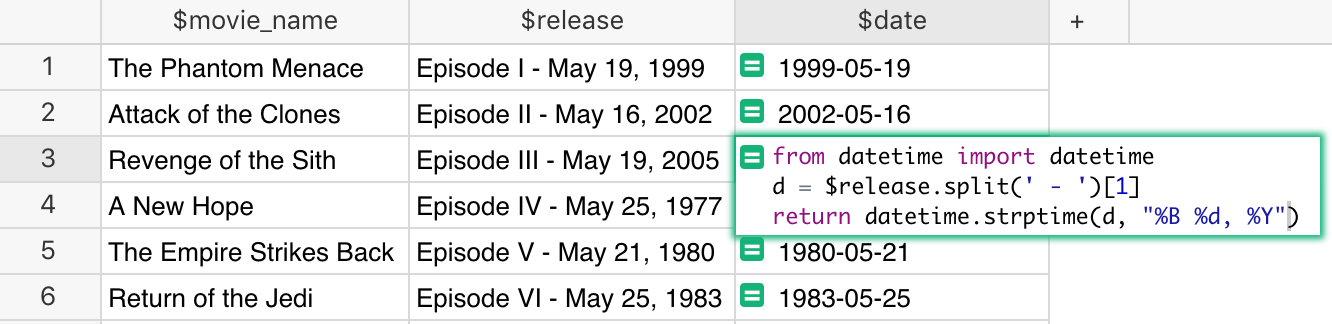 $movie_name $release $date +
1 The Phantom Menace Episode I - May 19, 1999 = 1999-05-19
2 Attack of the Clones Episode II - May 16, 2002 = 2002-05-16
3 Revenge of the Sith Episode III - May 19, 2005 = from datetime import datetime
d = $release.split(' - ')[1]
4 A New Hope Episode IV - May 25, 1977 return datetime.strptime(d, "%B %d, %Y")
5 The Empire Strikes Back Episode V - May 21, 1980 = 1980-05-21
6 Return of the Jedi Episode VI - May 25, 1983 = 1983-05-25